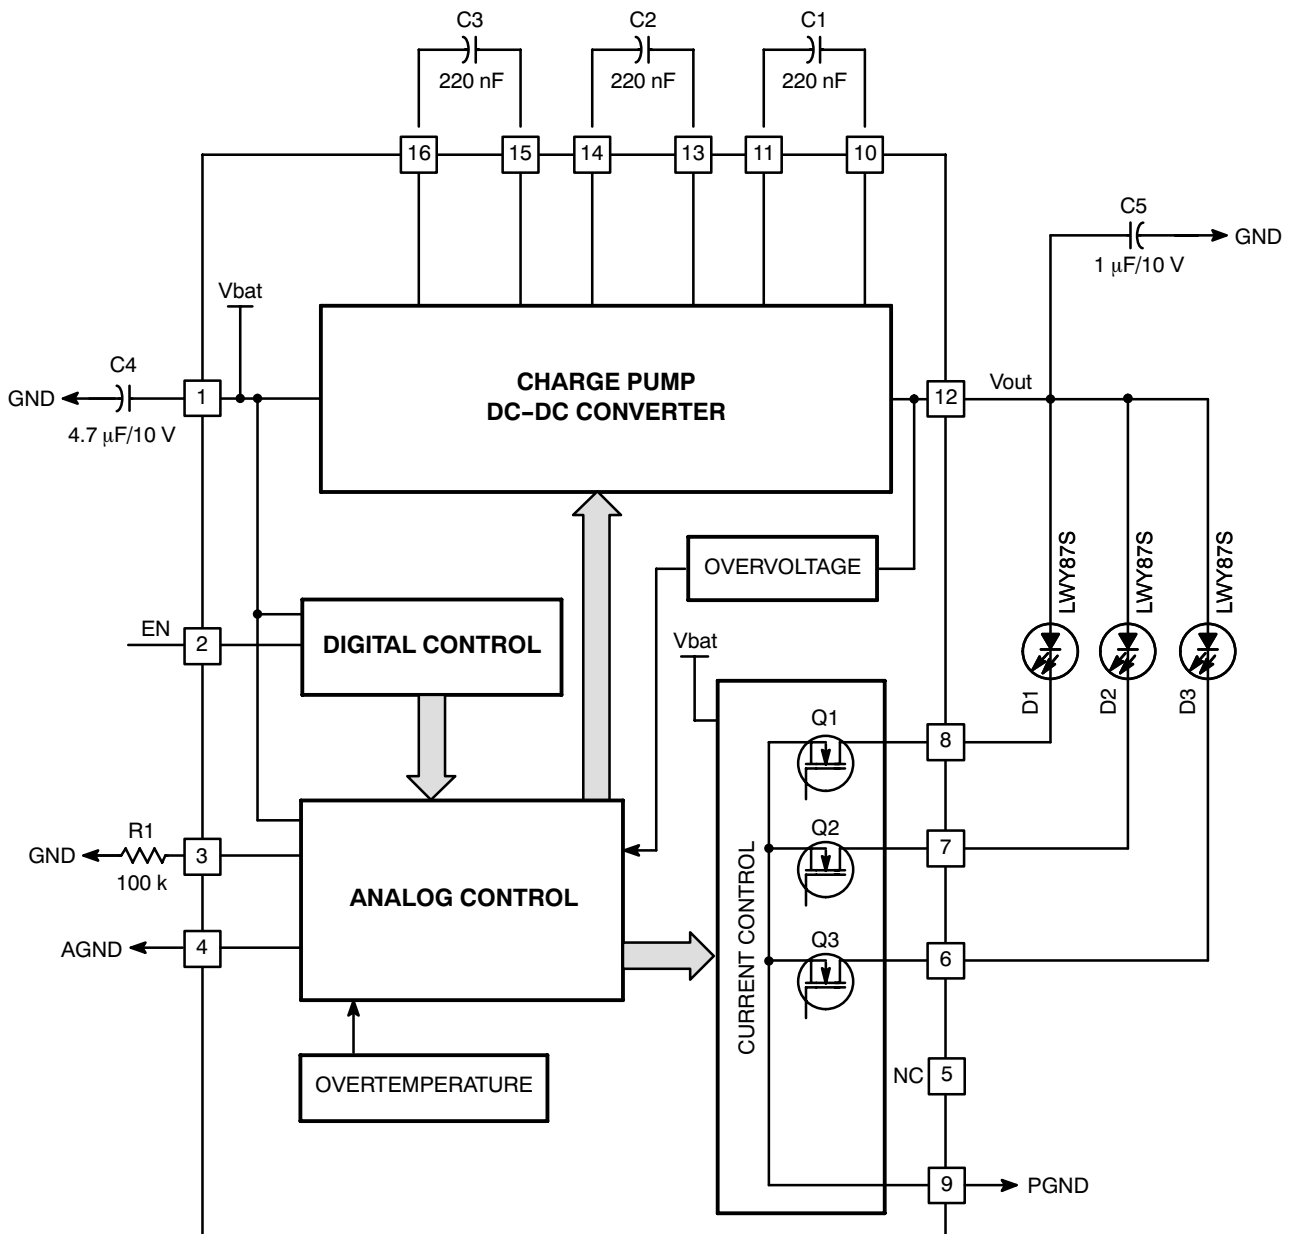 C3
C2
C1
220 nF
220 nF
220 nF
16
15
14
13
11
10
C5
GND
1 μF/10 V
Vbat
C4
GND
1
4.7 μF/10 V
CHARGE PUMP
DC-DC CONVERTER
12
Vout
OVERVOLTAGE
LWY87S
LWY87S
LWY87S
EN
2
DIGITAL CONTROL
Vbat
D1
D2
D3
Q1
8
R1
GND
3
100 k
Q2
7
ANALOG CONTROL
AGND
4
Q3
6
CURRENT CONTROL
OVERTEMPERATURE
NC
5
9
PGND